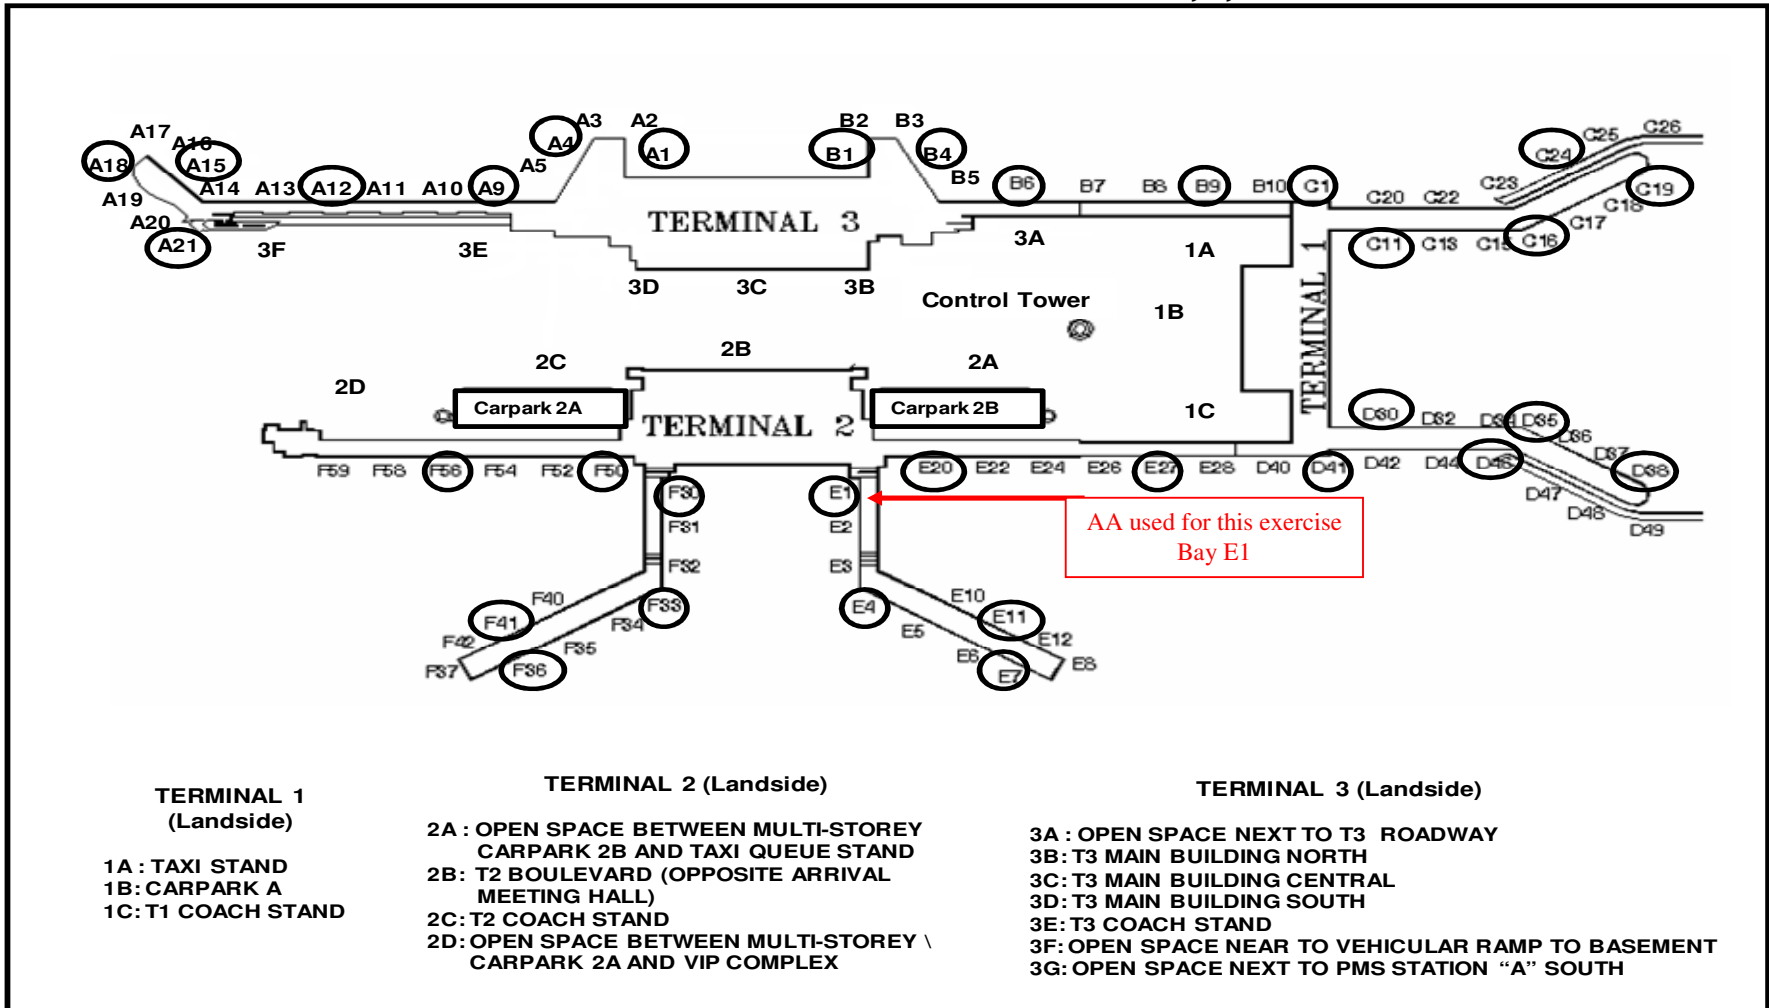 A17
A16
A18
A15
A14
A13
A12
A11
A10
A9
A19
A20
A21
A5
A4
A3
A2
A1
B2
B3
B1
B4
B5
B6
B7
B8
B9
B10
C1
C20
C22
C23
C24
C25
C26
C19
C18
C17
C16
C15
C13
C11
TERMINAL 3
3F
3E
3A
1A
3D
3C
3B
Control Tower
1B
TERMINAL 1
2C
2B
2A
2D
Carpark 2A
Carpark 2B
1C
TERMINAL 2
D30
D32
D34
D35
D36
D37
D38
F59
F58
F56
F54
F52
F50
E20
E22
E24
E26
E27
E28
D40
D41
D42
D44
D46
D47
D48
D49
F30
F31
F32
F33
F34
F35
F36
F37
F40
F41
F42
E1
E2
E3
E4
E5
E6
E7
E8
E10
E11
E12
AA used for this exercise
Bay E1
TERMINAL 1
(Landside)
1A : TAXI STAND
1B: CARPARK A
1C: T1 COACH STAND
TERMINAL 2 (Landside)
2A : OPEN SPACE BETWEEN MULTI-STOREY
CARPARK 2B AND TAXI QUEUE STAND
2B: T2 BOULEVARD (OPPOSITE ARRIVAL
MEETING HALL)
2C: T2 COACH STAND
2D: OPEN SPACE BETWEEN MULTI-STOREY \
CARPARK 2A AND VIP COMPLEX
TERMINAL 3 (Landside)
3A : OPEN SPACE NEXT TO T3 ROADWAY
3B: T3 MAIN BUILDING NORTH
3C: T3 MAIN BUILDING CENTRAL
3D: T3 MAIN BUILDING SOUTH
3E: T3 COACH STAND
3F: OPEN SPACE NEAR TO VEHICULAR RAMP TO BASEMENT
3G: OPEN SPACE NEXT TO PMS STATION “A” SOUTH